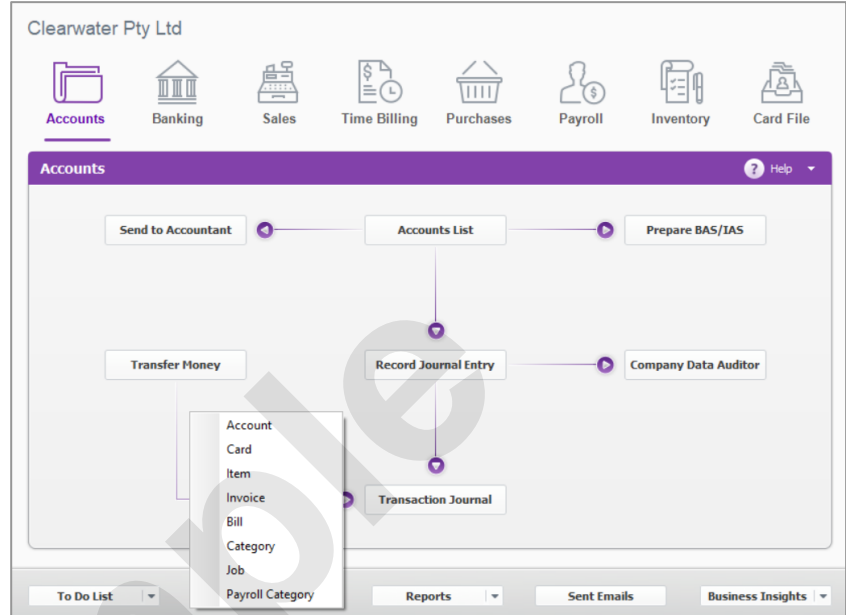 Clearwater Pty Ltd
Accounts Banking Sales Time Billing Purchases Payroll Inventory Card File
Accounts ? Help
Send to Accountant Accounts List Prepare BAS/IAS
Transfer Money Record Journal Entry Company Data Auditor
Account
Card
Item
Invoice
Transaction Journal
Bill
Category
Job
Payroll Category
To Do List Reports Sent Emails Business Insights